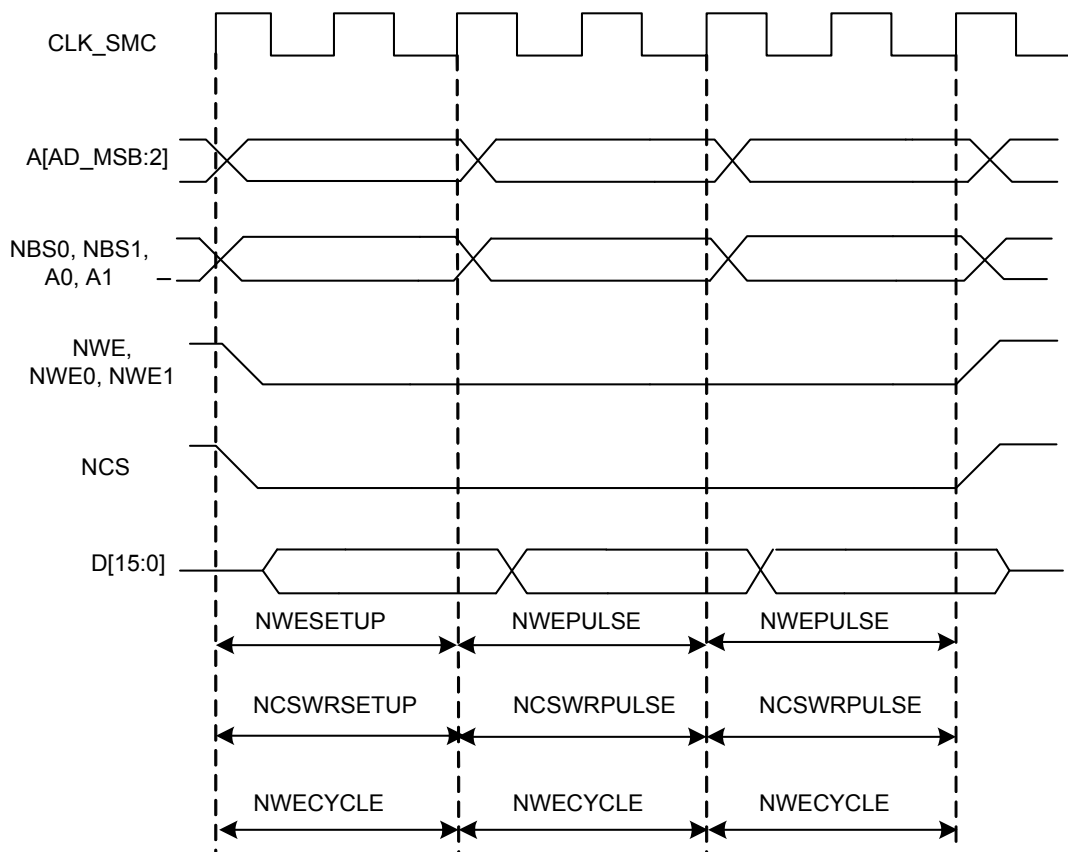 CLK_SMC
A[AD_MSB:2]
NBS0, NBS1,
A0, A1
NWE,
NWE0, NWE1
NCS
D[15:0]
NWESETUP NWEPULSE NWEPULSE
NCSWRSETUP NCSWRPULSE NCSWRPULSE
NWECYCLE NWECYCLE NWECYCLE